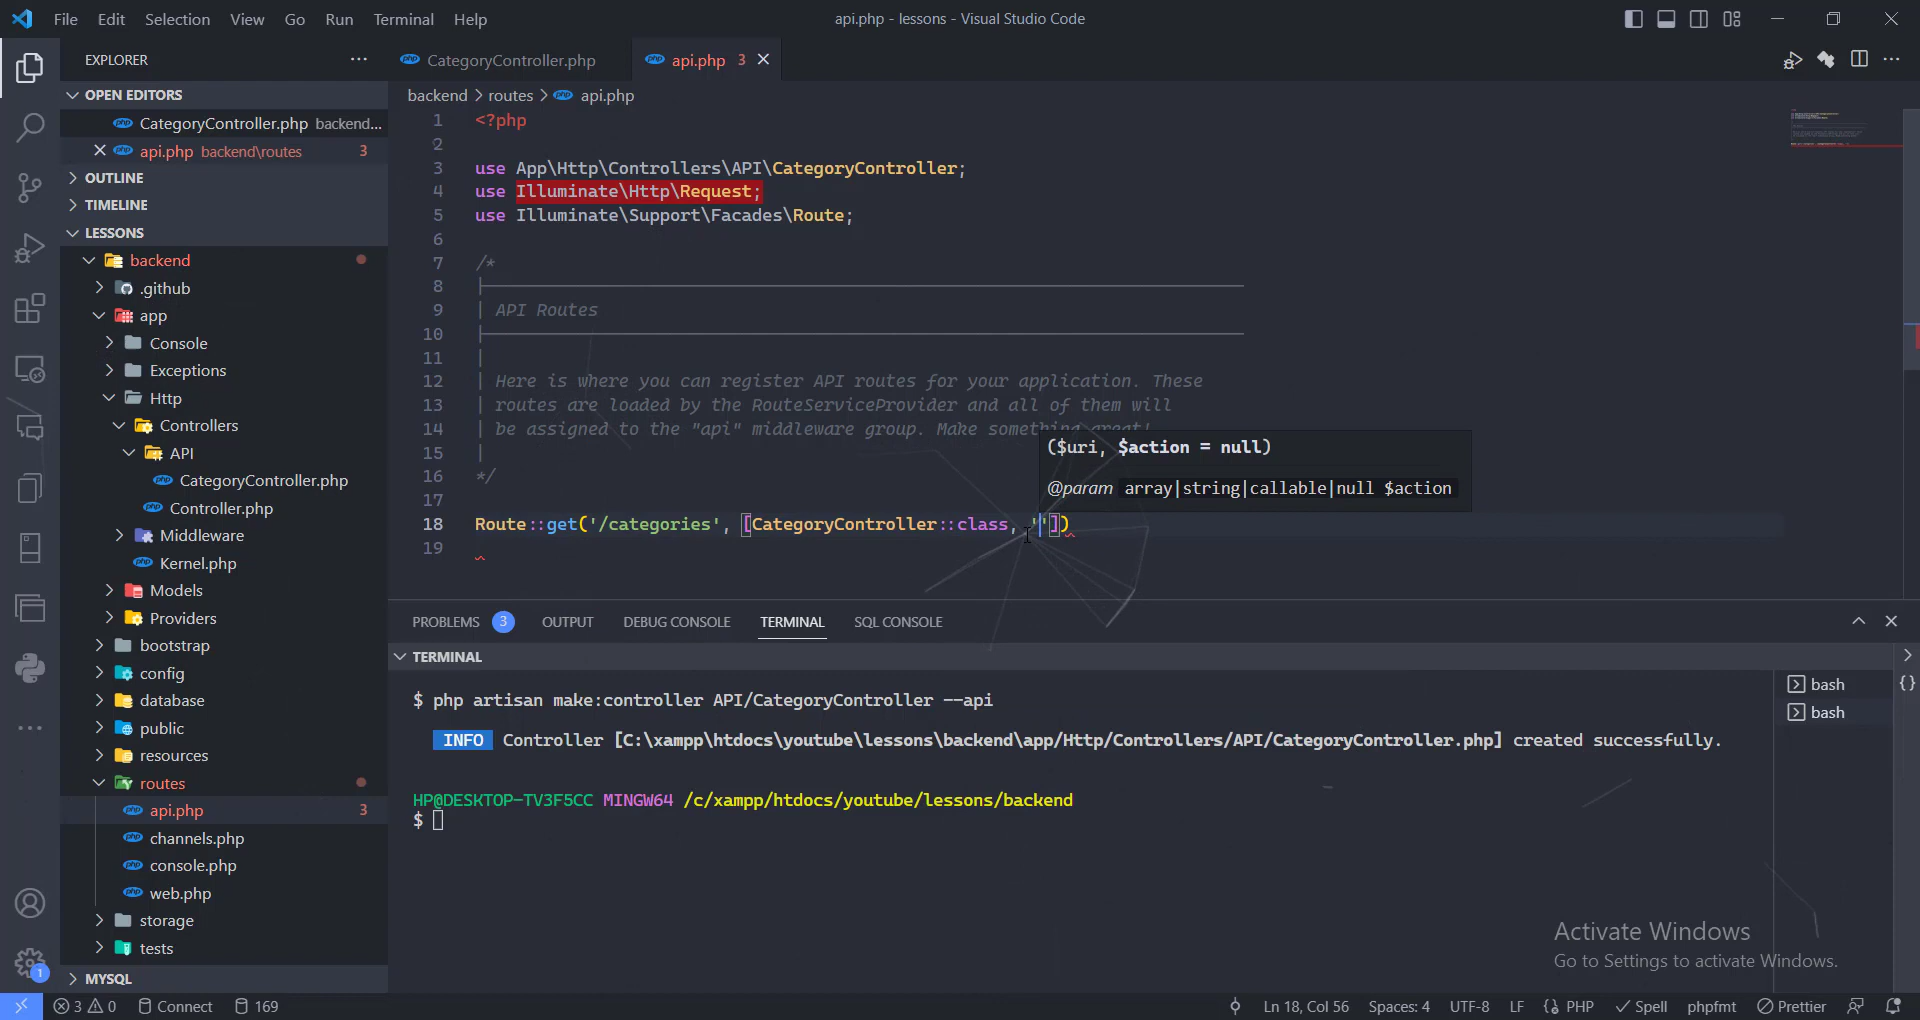 File Edit Selection View Go Run Terminal Help
api.php - lessons - Visual Studio Code
EXPLORER
OPEN EDITORS
CategoryController.php backend...
api.php backend\routes 3
OUTLINE
TIMELINE
LESSONS
backend
.github
app
Console
Exceptions
Http
Controllers
API
CategoryController.php
Controller.php
Middleware
Kernel.php
Models
Providers
bootstrap
config
database
public
resources
routes
api.php 3
channels.php
console.php
web.php
storage
tests
MYSQL
CategoryController.php
api.php 3
backend > routes > api.php
1 <?php
2
3 use App\Http\Controllers\API\CategoryController;
4 use Illuminate\Http\Request;
5 use Illuminate\Support\Facades\Route;
6
7 /*
8 |
9 | API Routes
10 |
11 |
12 | Here is where you can register API routes for your application. These
13 | routes are loaded by the RouteServiceProvider and all of them will
14 | be assigned to the "api" middleware group. Make something great!
15 |
16 */
17
18 Route::get('/categories', [CategoryController::class, ''])
19
($uri, $action = null)
@param array|string|callable|null $action
PROBLEMS 3 OUTPUT DEBUG CONSOLE TERMINAL SQL CONSOLE
TERMINAL
$ php artisan make:controller API/CategoryController --api
INFO Controller [C:\xampp\htdocs\youtube\lessons\backend\app/Http/Controllers/API/CategoryController.php] created successfully.
HP@DESKTOP-TV3F5CC MINGW64 /c/xampp/htdocs/youtube/lessons/backend
$
bash
bash
Activate Windows
Go to Settings to activate Windows.
1
3 0 Connect 169
Ln 18, Col 56 Spaces: 4 UTF-8 LF {} PHP Spell phpfmt Prettier